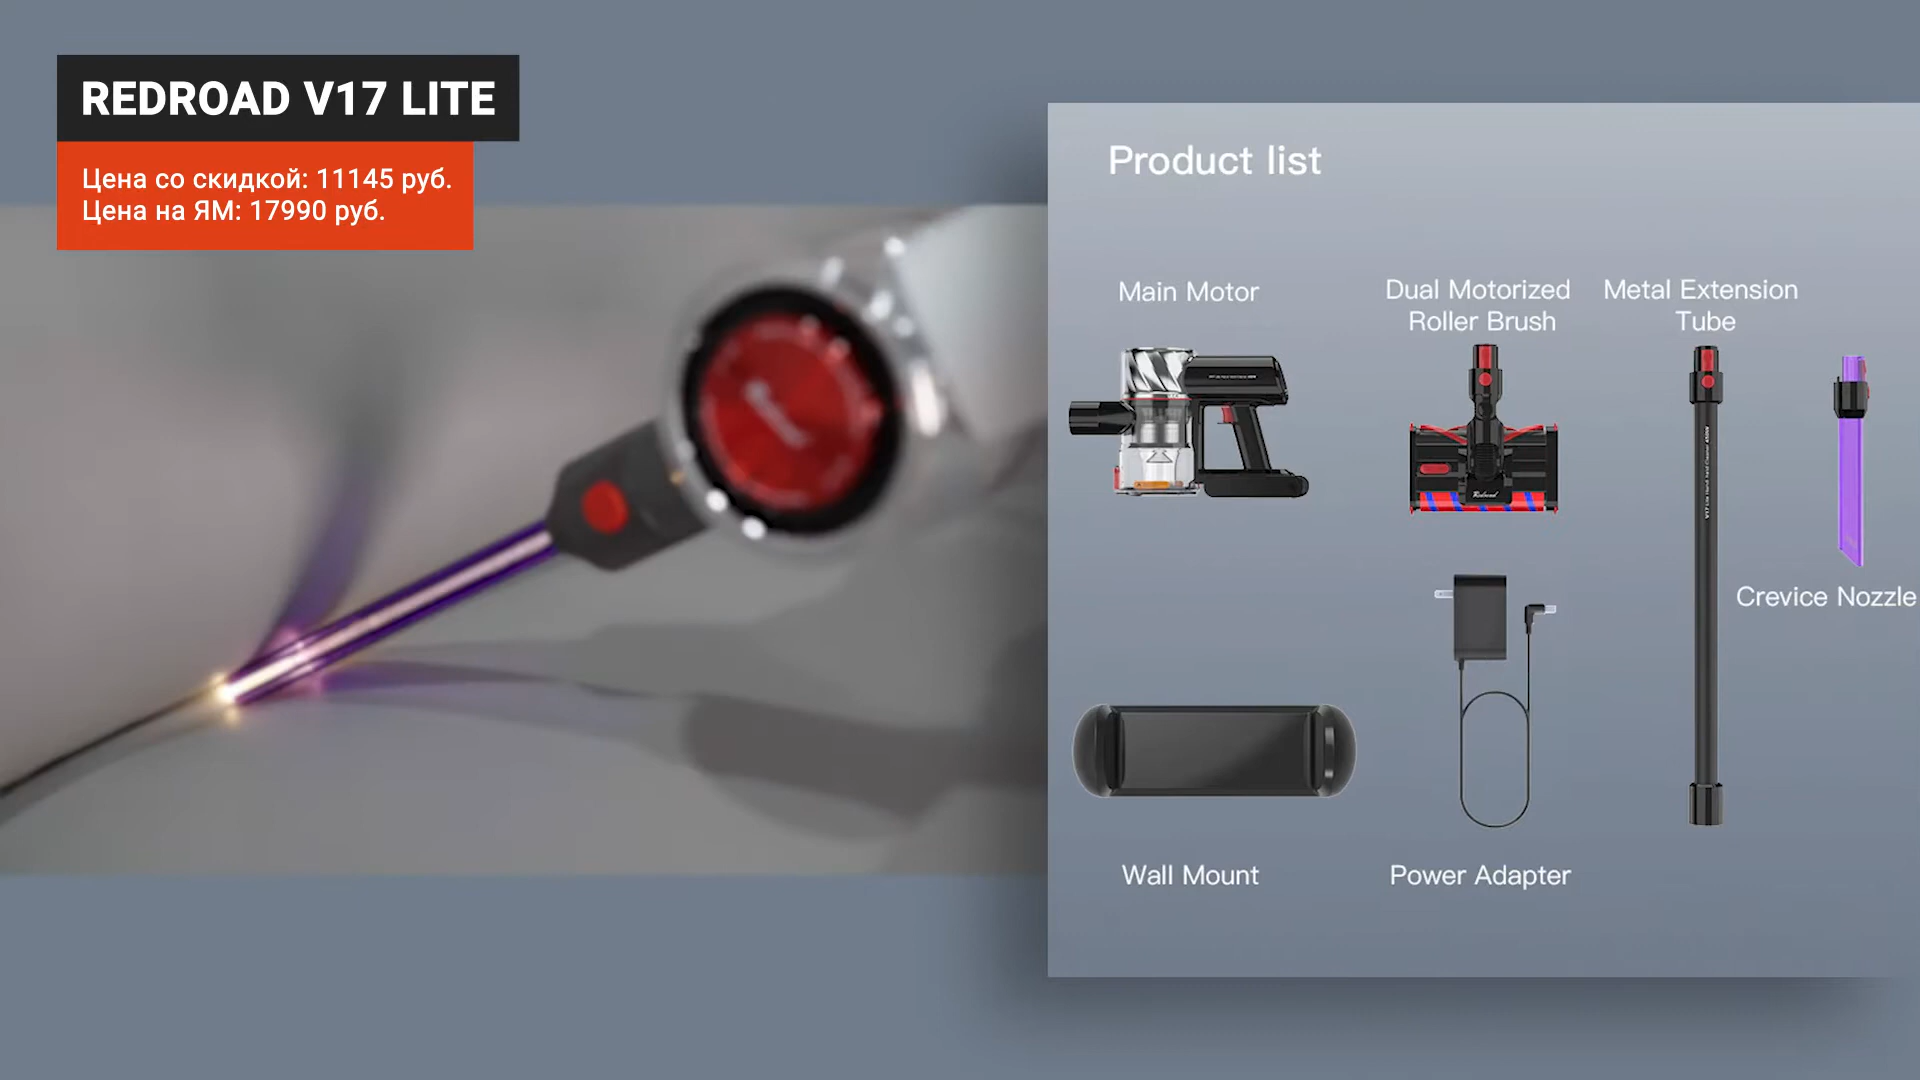 REDROAD V17 LITE
Цена со скидкой: 11145 руб.
Цена на ЯМ: 17990 руб.
Product list
Main Motor
Dual Motorized
Roller Brush
Metal Extension
Tube
Crevice Nozzle
Wall Mount
Power Adapter
Redroad